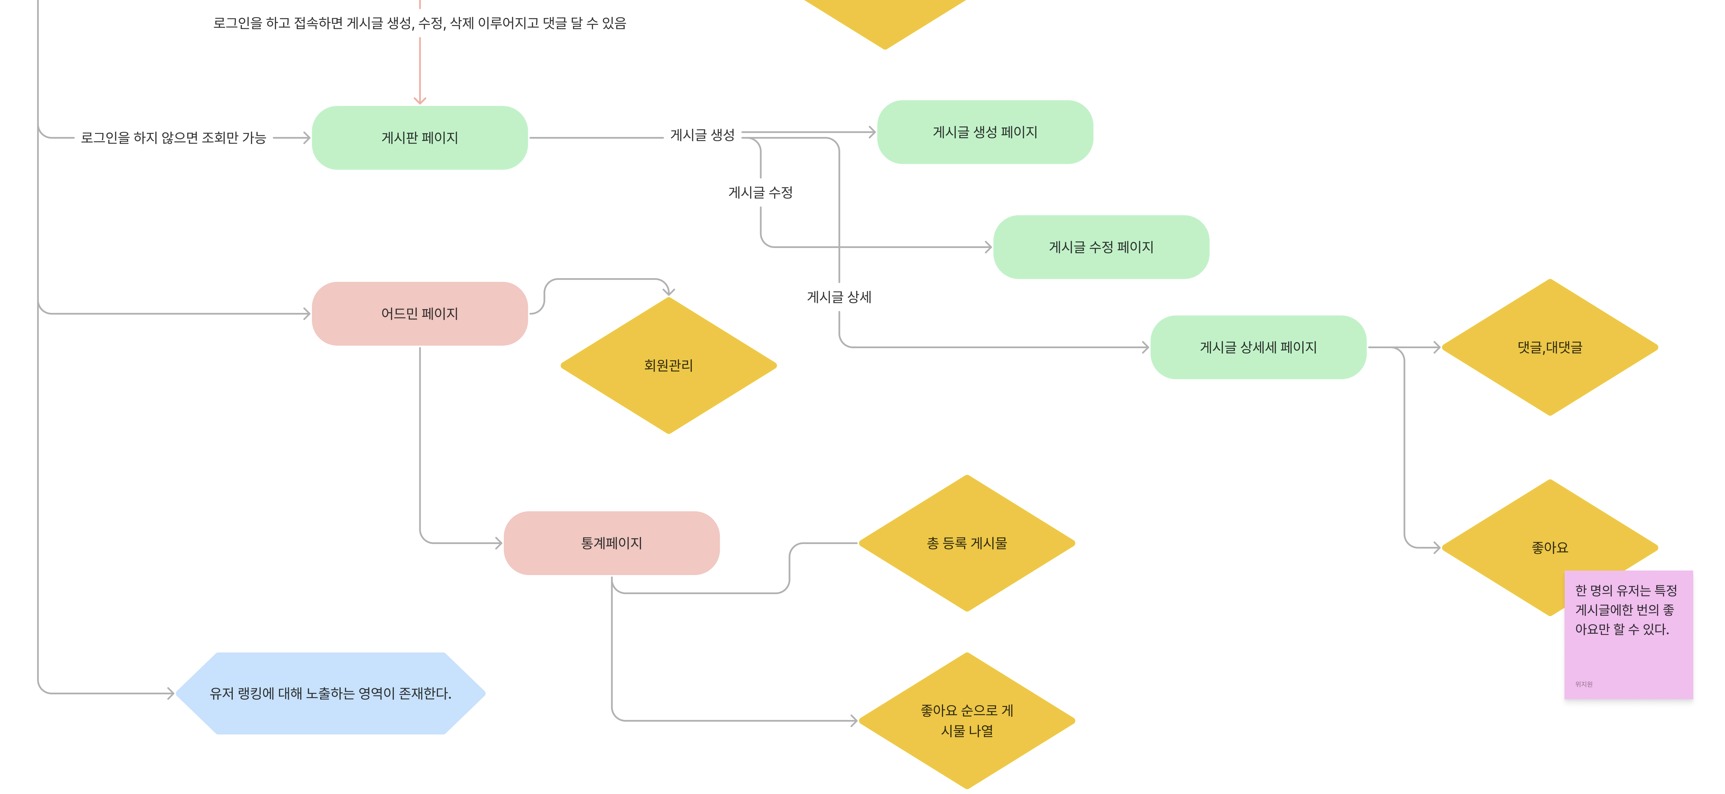 로그인을 하고 접속하면 게시글 생성, 수정, 삭제 이루어지고 댓글 달 수 있음
로그인을 하지 않으면 조회만 가능
게시판 페이지
게시글 생성
게시글 생성 페이지
게시글 수정
게시글 수정 페이지
어드민 페이지
회원관리
게시글 상세
게시글 상세세 페이지
댓글,대댓글
통계페이지
총 등록 게시물
좋아요
한 명의 유저는 특정
게시글에한 번의 좋
아요만 할 수 있다.
위지원
유저 랭킹에 대해 노출하는 영역이 존재한다.
좋아요 순으로 게
시물 나열